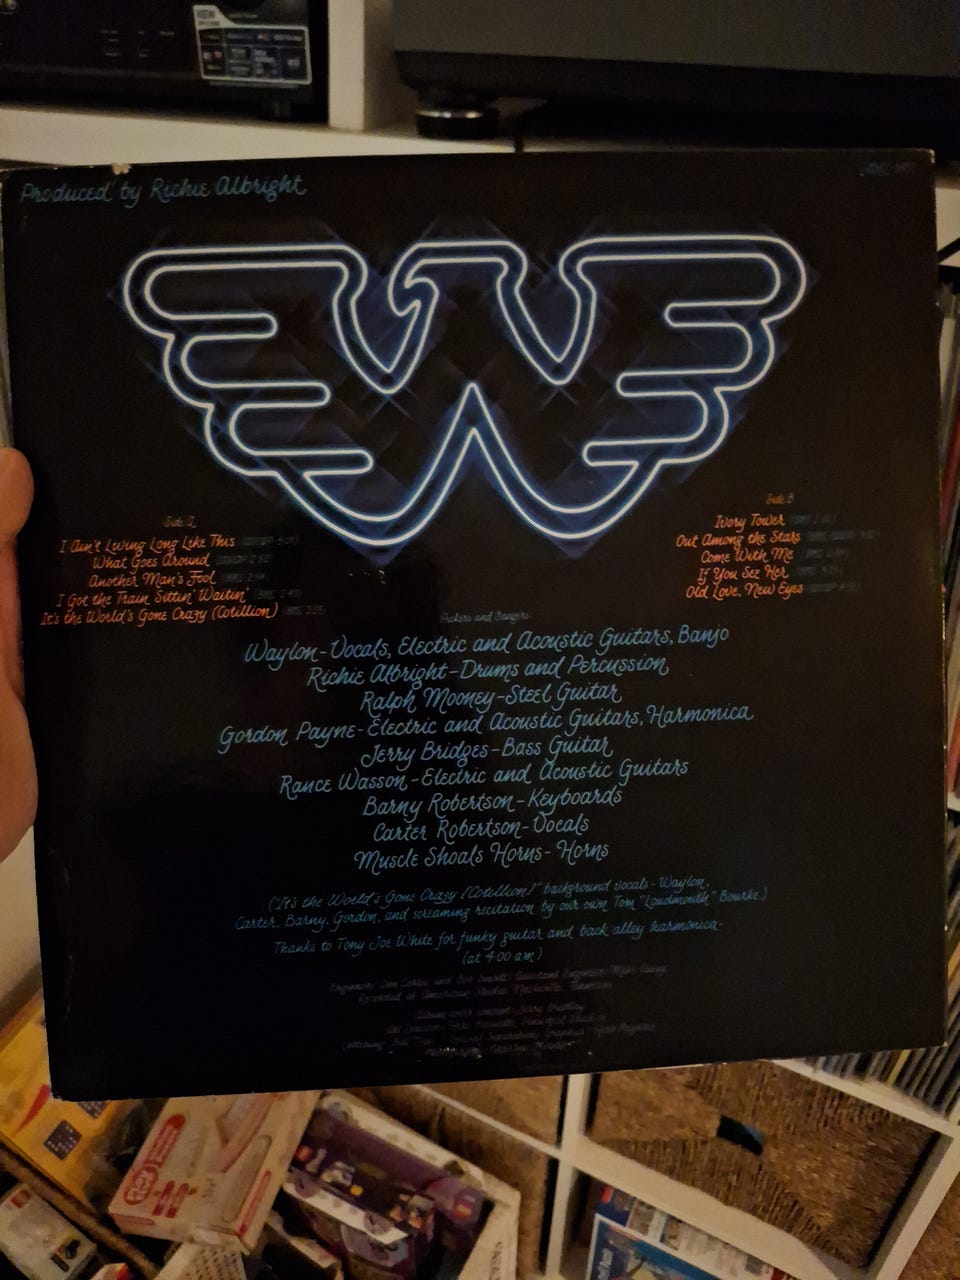 Produced by Richie Albright
Side A
I Ain't Living Long Like This
What Goes Around
Another Man's Fool
I Got the Train Sittin' Waitin'
It's the World's Gone Crazy (Cotillion)
Side B
Ivory Tower
Out Among the Stars
Come With Me
If You See Her
Old Love, New Eyes
Pickers and Singers:
Waylon-Vocals, Electric and Acoustic Guitars, Banjo
Richie Albright-Drums and Percussion
Ralph Mooney-Steel Guitar
Gordon Payne-Electric and Acoustic Guitars, Harmonica
Jerry Bridges-Bass Guitar
Rance Wasson-Electric and Acoustic Guitars
Barny Robertson-Keyboards
Carter Robertson-Vocals
Muscle Shoals Horns-Horns
("It's the World's Gone Crazy [Cotillion]" background vocals-Waylon,
Carter, Barny, Gordon, and screaming recitation by our own Tom "Loudmouth" Bourke.)
Thanks to Tony Joe White for funky guitar and back alley harmonica-
(at 4:00 am)
Recorded at American Studio Nashville, Tennessee
Album cover concept: Jerry Bradley
NEW